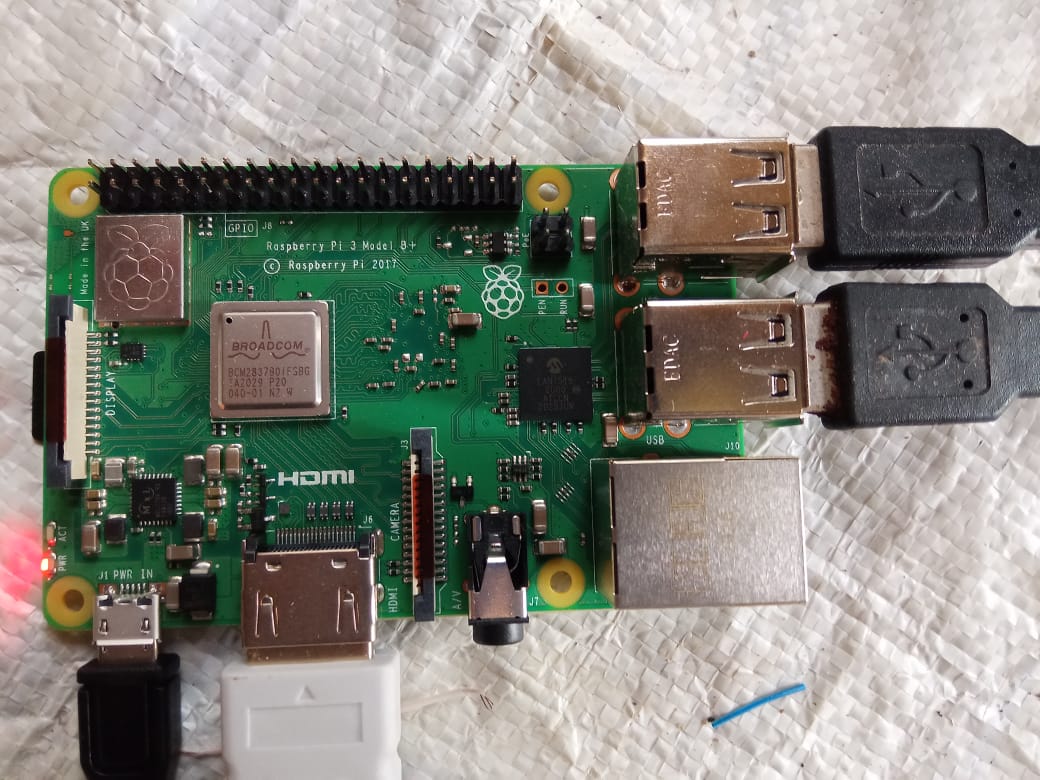 GPIO
J8
Raspberry Pi 3 Model B+
© Raspberry Pi 2017
Made in the UK
PoE
PEN
RUN
EDAC
EDAC
BROADCOM
DISPLAY
USB
J10
HDMI
J3
CAMERA
J6
ACT
PWR
J1 PWR IN
HDMI
A/V
J7